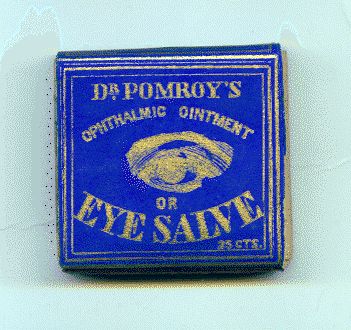 DR. POMROY'S
OPHTHALMIC OINTMENT
OR
EYE SALVE
25 CTS.